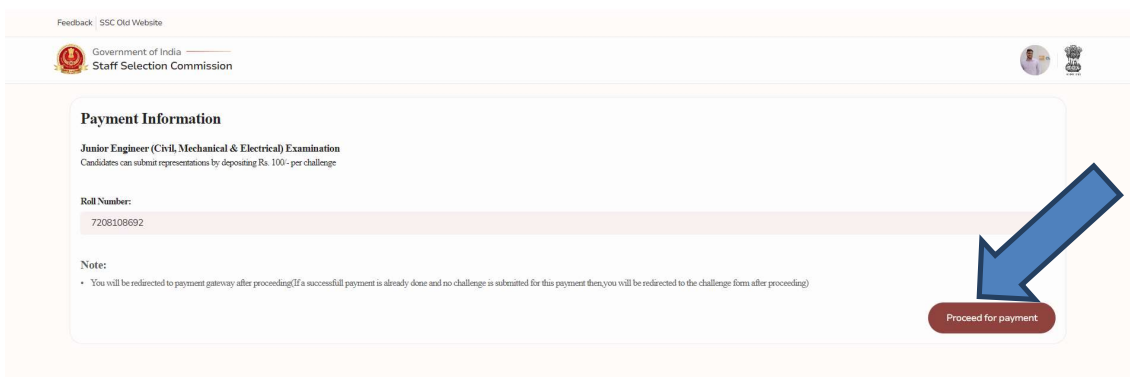 Feedback SSC Old Website
Government of India
Staff Selection Commission
Payment Information
Junior Engineer (Civil, Mechanical & Electrical) Examination
Candidates can submit representations by depositing Rs. 100/- per challenge
Roll Number:
7208108692
Note:
• You will be redirected to payment gateway after proceeding(If a successfull payment is already done and no challenge is submitted for this payment then,you will be redirected to the challenge form after proceeding)
Proceed for payment